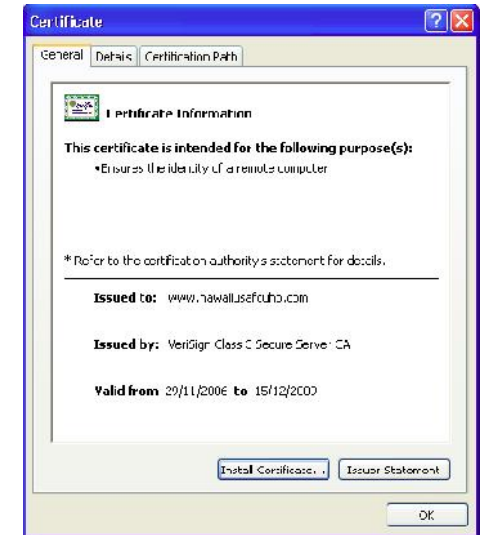 Certificate
General Details Certification Path
Certificate Information
This certificate is intended for the following purpose(s):
•Ensures the identity of a remote computer
* Refer to the certification authority's statement for details.
Issued to:
Issued by: VeriSign Class Secure Server CA
Valid from 29/11/2006 to
Install Certificate... Issuer Statement
OK